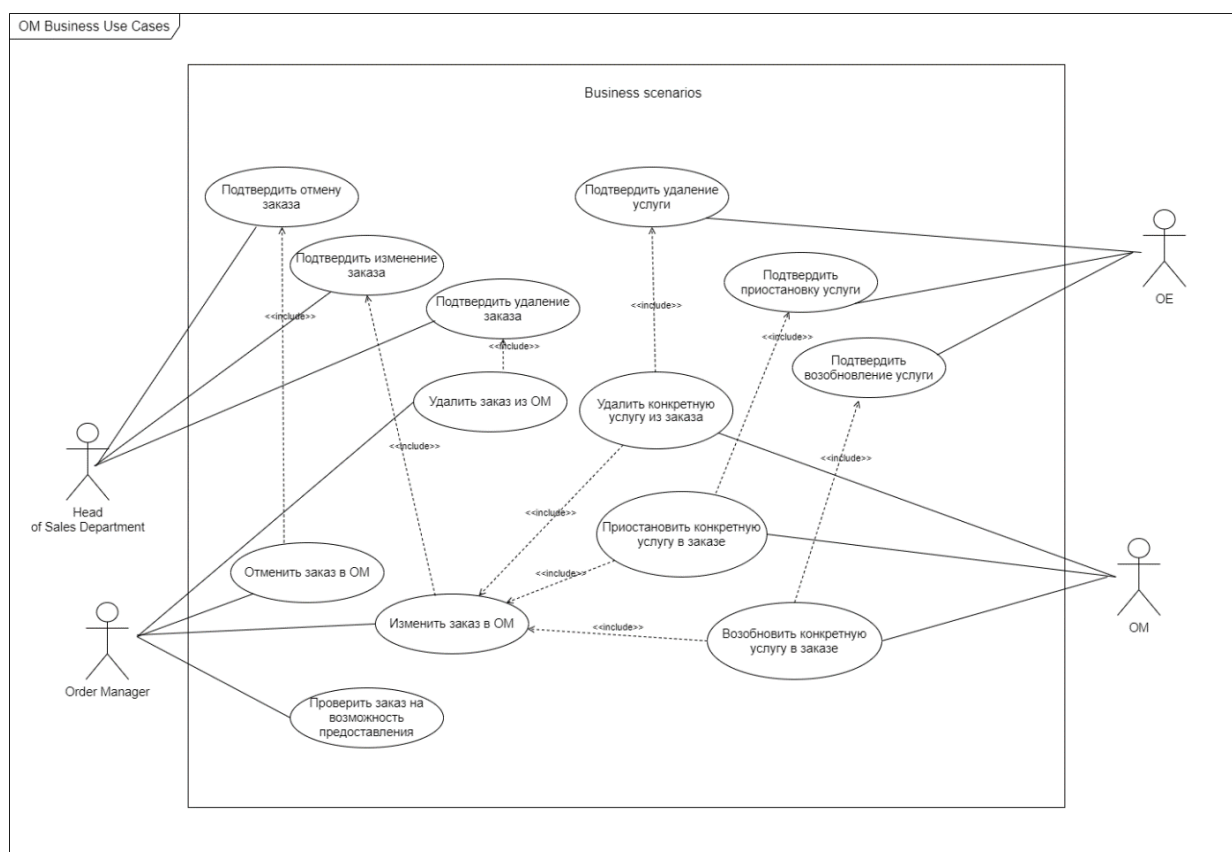 OM Business Use Cases
Business scenarios
Подтвердить отмену
заказа
Подтвердить удаление
услуги
Подтвердить изменение
заказа
Подтвердить
приостановку услуги
OE
Подтвердить удаление
заказа
<<include>>
<<include>>
<<include>>
<<include>>
Подтвердить
возобновление услуги
Удалить заказ из ОМ
Удалить конкретную
услугу из заказа
<<include>>
<<include>>
Head
of Sales Department
<<include>>
Приостановить конкретную
услугу в заказе
Отменить заказ в ОМ
<<include>>
Изменить заказ в ОМ
<<include>>
Возобновить конкретную
услугу в заказе
OM
Order Manager
Проверить заказ на
возможность
предоставления